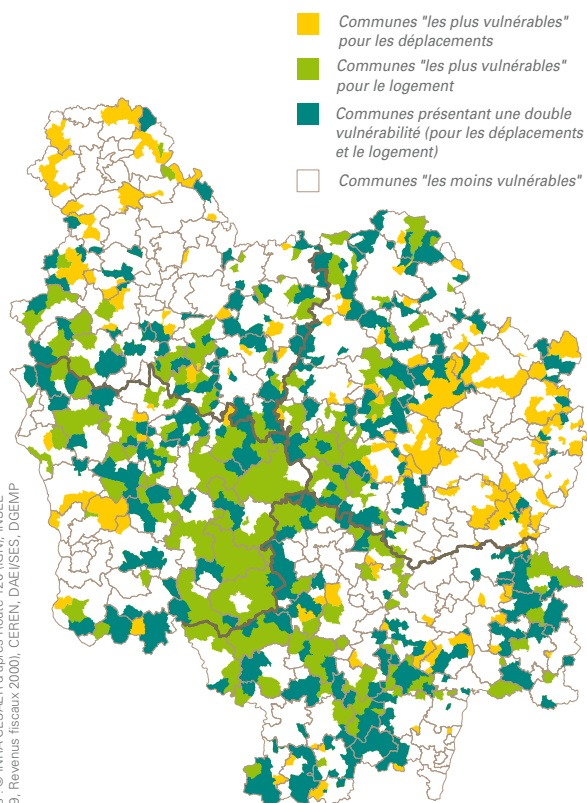 Communes "les plus vulnérables"
pour les déplacements
Communes "les plus vulnérables"
pour le logement
Communes présentant une double
vulnérabilité (pour les déplacements
et le logement)
Communes "les moins vulnérables"
9, Revenus fiscaux 2000), CEREN, DAEI/SES, DGEMP